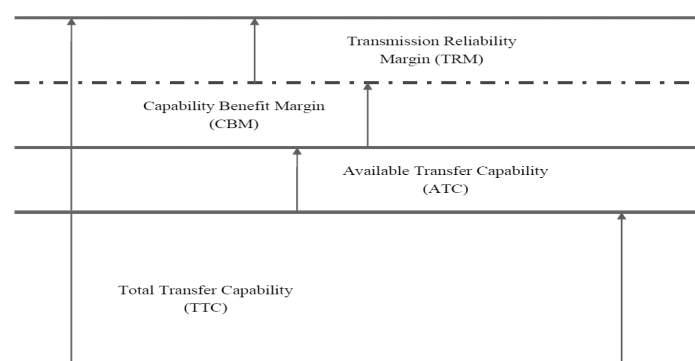 Transmission Reliability
Margin (TRM)
Capability Benefit Margin
(CBM)
Available Transfer Capability
(ATC)
Total Transfer Capability
(TTC)